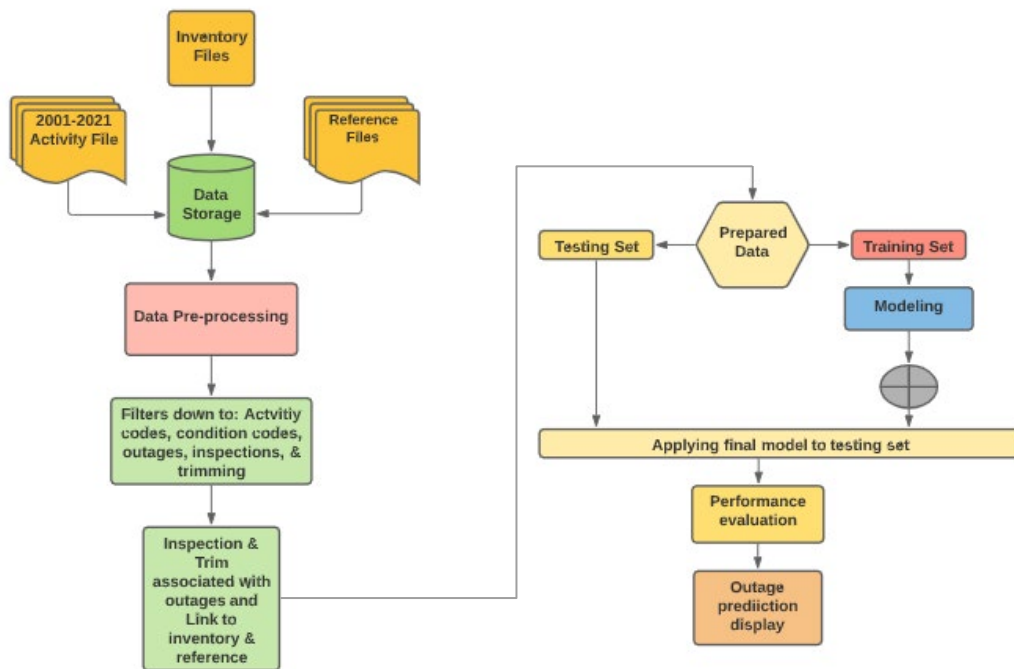 Inventory
Files
2001-2021
Activity File
Reference
Files
Data
Storage
Data Pre-processing
Filters down to: Actvitiy
codes, condition codes,
outages, inspections, &
trimming
Inspection &
Trim
associated with
outages and
Link to
inventory &
reference
Prepared
Data
Testing Set
Training Set
Modeling
Applying final model to testing set
Performance
evaluation
Outage
prediiction
display